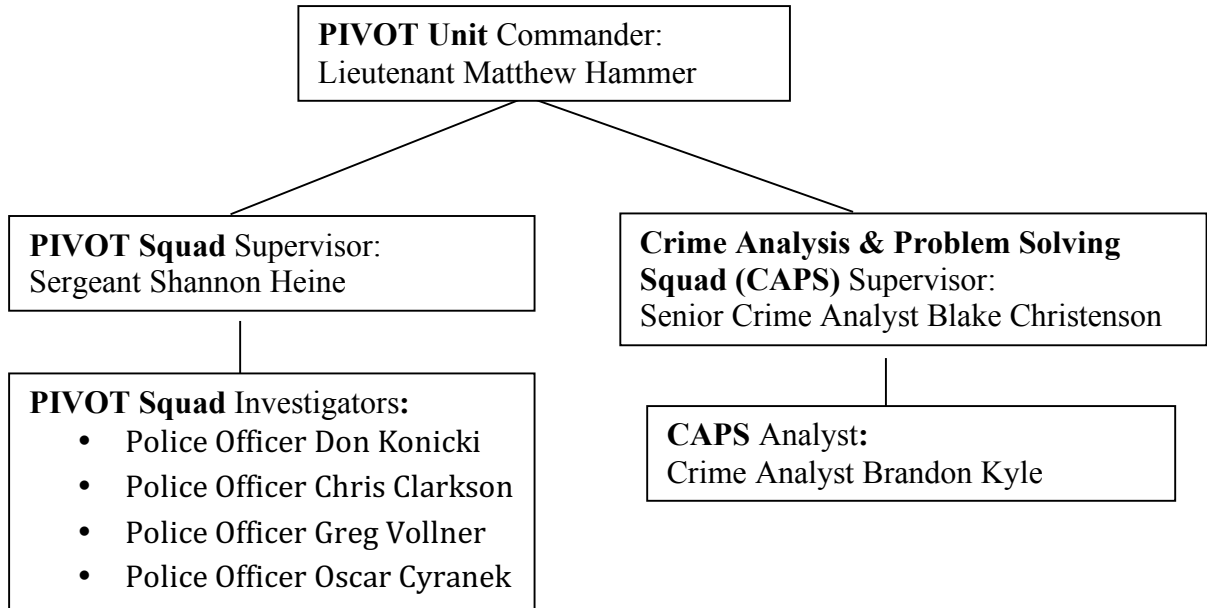 PIVOT Unit Commander:
Lieutenant Matthew Hammer
PIVOT Squad Supervisor:
Sergeant Shannon Heine
Crime Analysis & Problem Solving
Squad (CAPS) Supervisor:
Senior Crime Analyst Blake Christenson
PIVOT Squad Investigators:
• Police Officer Don Konicki
• Police Officer Chris Clarkson
• Police Officer Greg Vollner
• Police Officer Oscar Cyranek
CAPS Analyst:
Crime Analyst Brandon Kyle